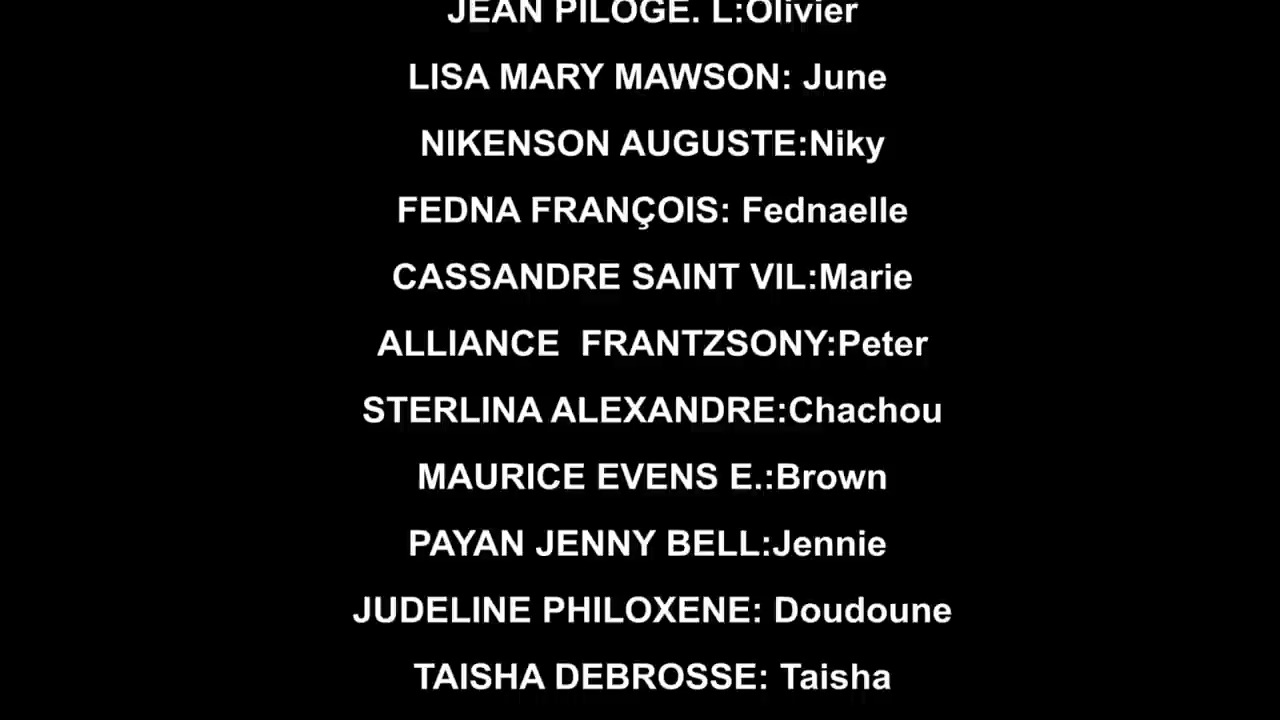 JEAN PILOGE. L:Olivier
LISA MARY MAWSON: June
NIKENSON AUGUSTE:Niky
FEDNA FRANÇOIS: Fednaelle
CASSANDRE SAINT VIL:Marie
ALLIANCE  FRANTZSONY:Peter
STERLINA ALEXANDRE:Chachou
MAURICE EVENS E.:Brown
PAYAN JENNY BELL:Jennie
JUDELINE PHILOXENE: Doudoune
TAISHA DEBROSSE: Taisha